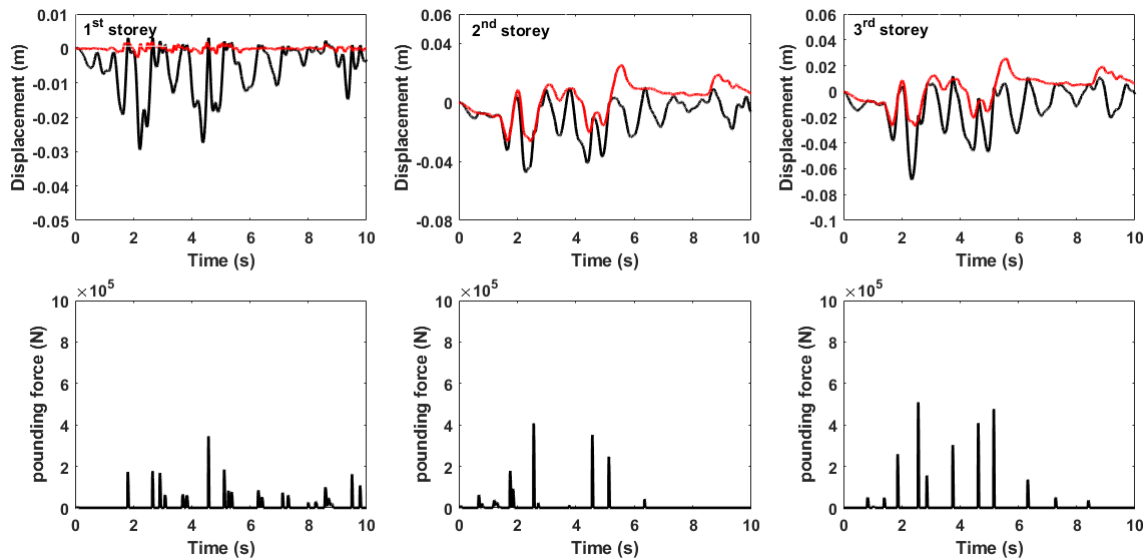 0.01
0
-0.01
-0.02
-0.03
-0.04
-0.05
Displacement (m)
1st storey
0 2 4 6 8 10
Time (s)
0.06
0.04
0
-0.04
-0.08
Displacement (m)
2nd storey
0 2 4 6 8 10
Time (s)
0.06
0.04
0.02
0
-0.02
-0.04
-0.06
-0.08
-0.1
Displacement (m)
3rd storey
0 2 4 6 8 10
Time (s)
×10^5
10
8
6
4
2
0
pounding force (N)
0 2 4 6 8 10
Time (s)
×10^5
10
8
6
4
2
0
pounding force (N)
0 2 4 6 8 10
Time (s)
×10^5
10
8
6
4
2
0
pounding force (N)
0 2 4 6 8 10
Time (s)